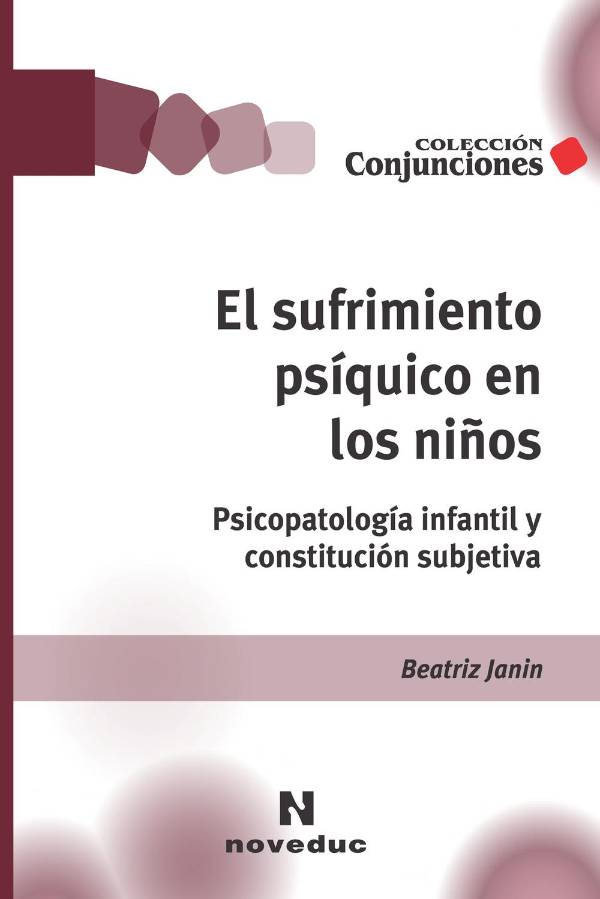 COLECCIÓN
Conjunciones
El sufrimiento
psíquico en
los niños
Psicopatología infantil y
constitución subjetiva
Beatriz Janin
N
noveduc